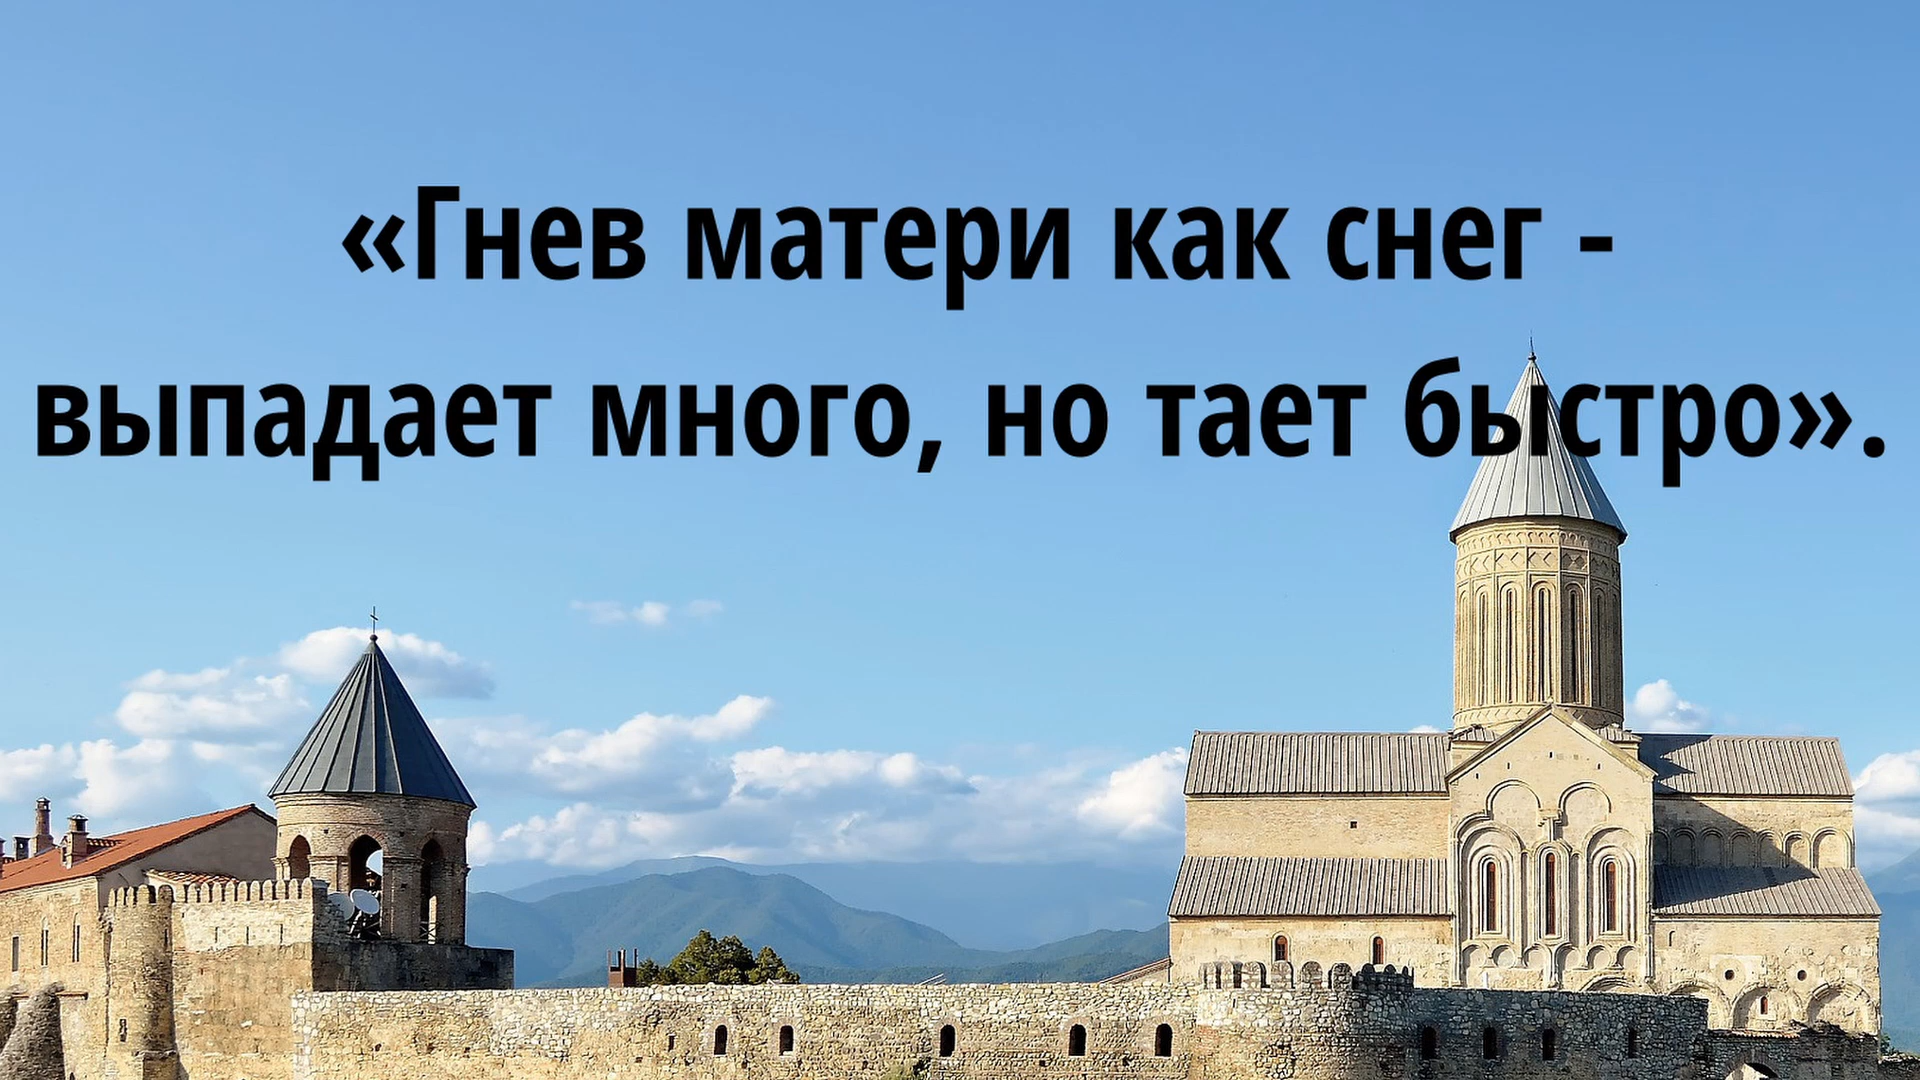 «Гнев матери как снег -
выпадает много, но тает быстро».